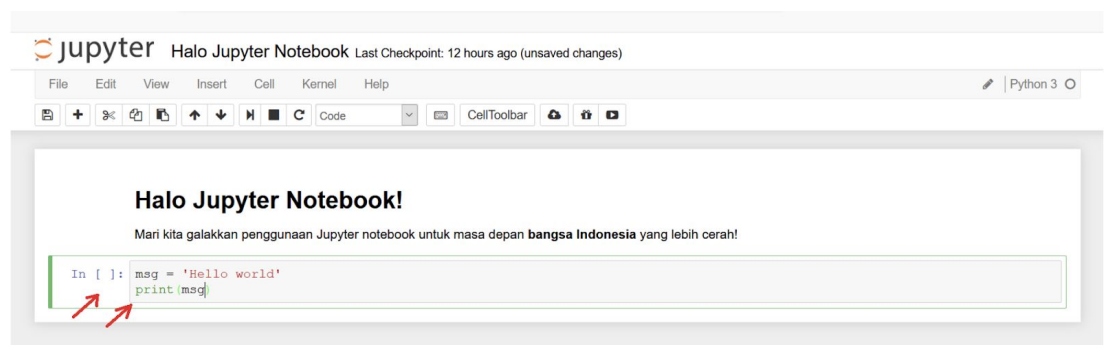 jupyter Halo Jupyter Notebook Last Checkpoint: 12 hours ago (unsaved changes)
File Edit View Insert Cell Kernel Help Python 3
Code CellToolbar
Halo Jupyter Notebook!
Mari kita galakkan penggunaan Jupyter notebook untuk masa depan bangsa Indonesia yang lebih cerah!
In [ ]: msg = 'Hello world'
print(msg)